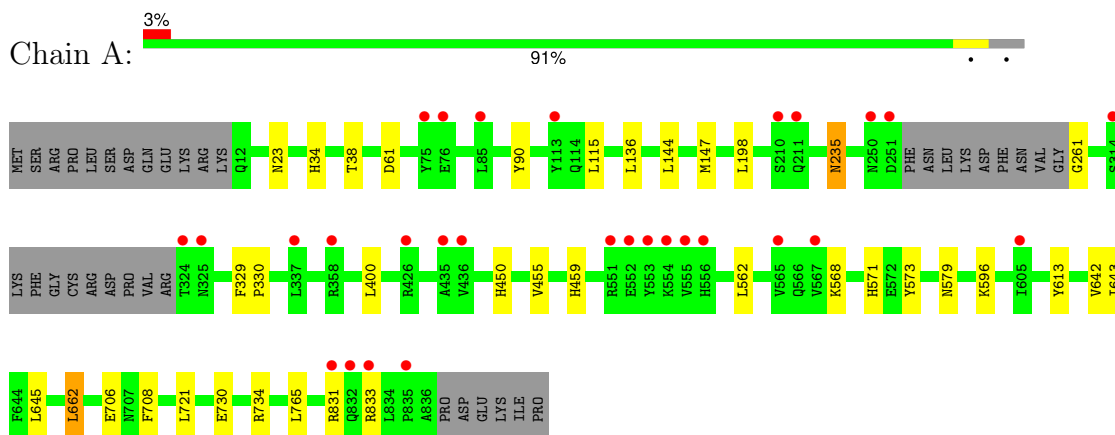 3%
Chain A:
91%
MET SER ARG PRO LEU SER ASP GLN GLU LYS ARG LYS Q12 N23 H34 T38 D61 Y75 E76 L85 Y90 Y113 Q114 L115 L136 L144 M147 L198 S210 Q211 N235 N250 D251 PHE ASN LEU LYS ASP PHE ASN VAL GLY G261 S314
LYS PHE GLY CYS ARG ASP PRO VAL ARG T324 N325 F329 P330 L337 R358 L400 R426 A435 V436 H450 V455 H459 R551 E552 Y553 K554 V555 H556 L562 V565 Q566 V567 K568 H571 E572 Y573 N579 K596 I605 Y613 V642 I643
F644 L645 L662 E706 N707 F708 L721 E730 R734 L765 R831 Q832 R833 L834 P835 A836 PRO ASP GLU LYS ILE PRO